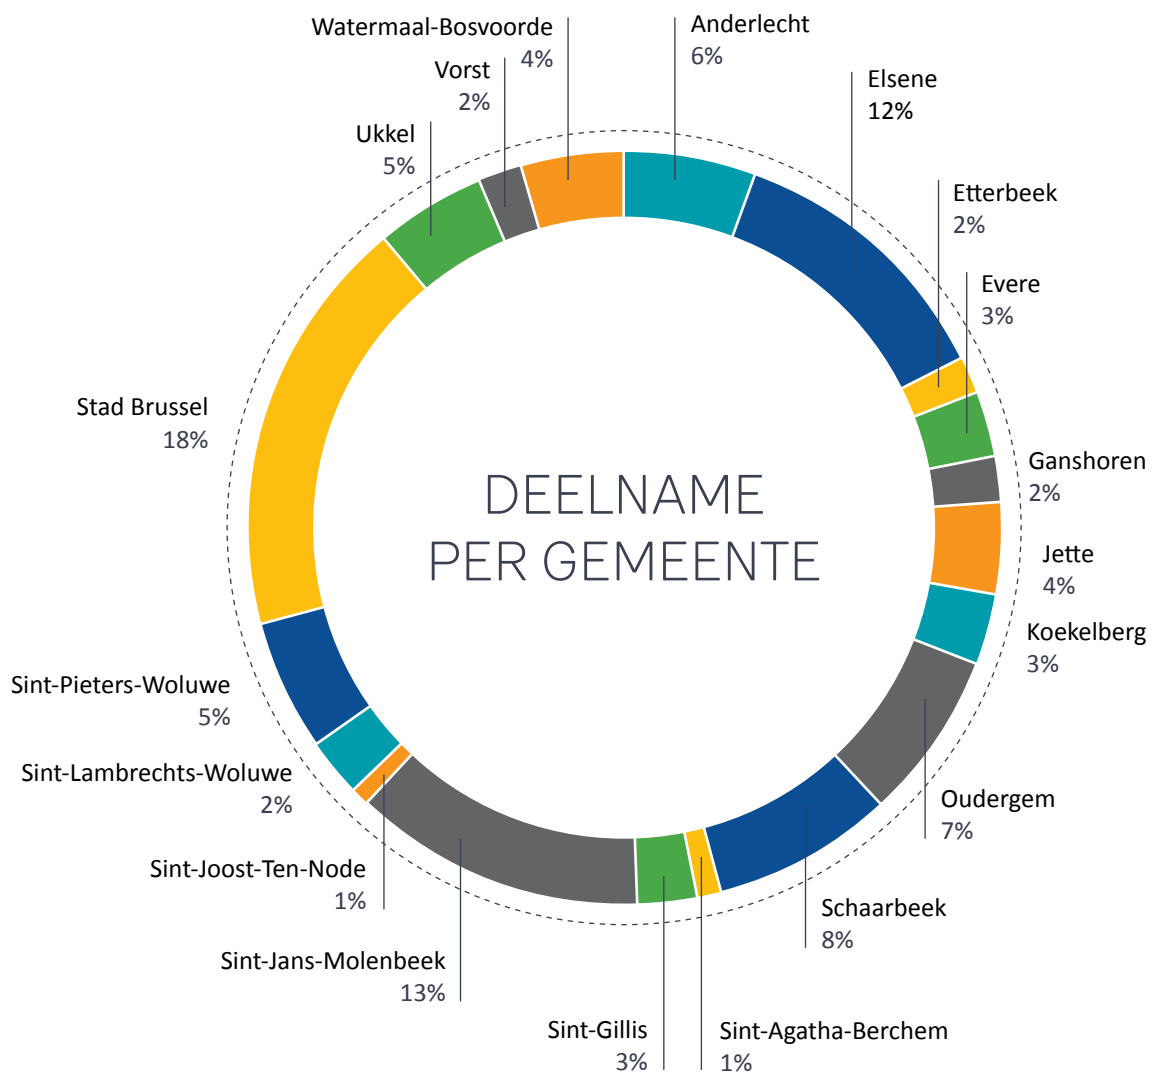 Watermaal-Bosvoorde
4%
Anderlecht
6%
Vorst
2%
Elsene
12%
Ukkel
5%
Etterbeek
2%
Evere
3%
Stad Brussel
18%
Ganshoren
2%
DEELNAME
PER GEMEENTE
Jette
4%
Koekelberg
3%
Sint-Pieters-Woluwe
5%
Sint-Lambrechts-Woluwe
2%
Oudergem
7%
Sint-Joost-Ten-Node
1%
Schaarbeek
8%
Sint-Jans-Molenbeek
13%
Sint-Gillis
3%
Sint-Agatha-Berchem
1%